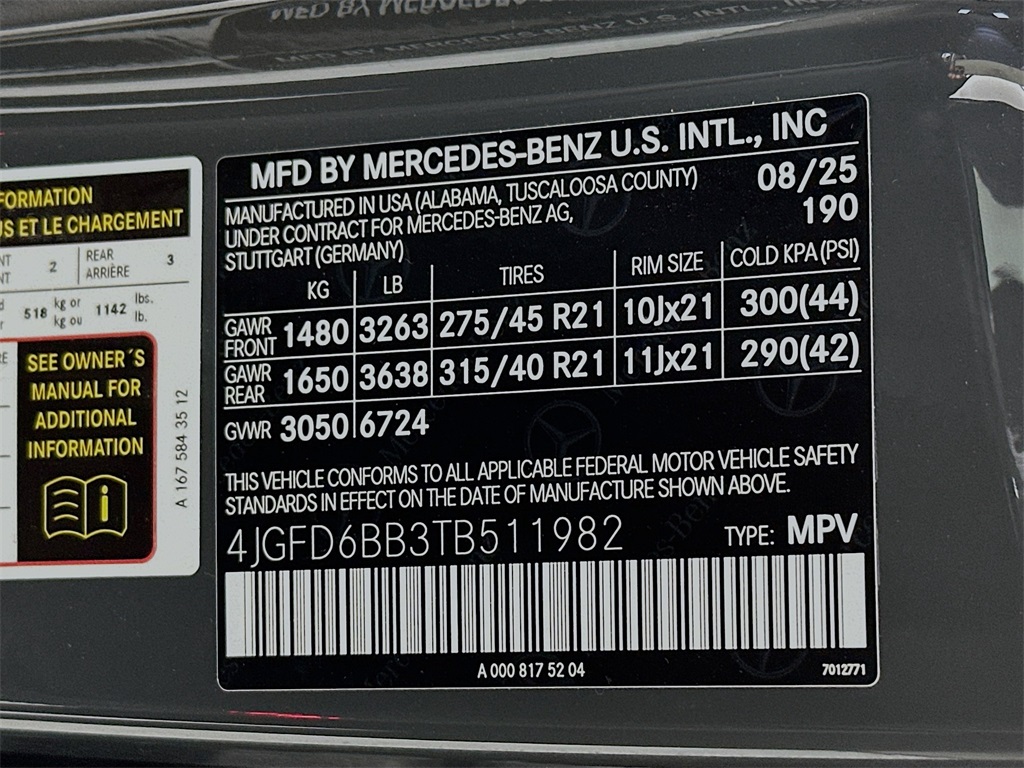 MFD BY MERCEDES-BENZ U.S. INTL., INC
MANUFACTURED IN USA (ALABAMA, TUSCALOOSA COUNTY)
UNDER CONTRACT FOR MERCEDES-BENZ AG,
STUTTGART (GERMANY)
08/25
190
KG LB TIRES RIM SIZE COLD KPA (PSI)
GAWR FRONT 1480 3263 275/45 R21 10Jx21 300(44)
GAWR REAR 1650 3638 315/40 R21 11Jx21 290(42)
GVWR 3050 6724
THIS VEHICLE CONFORMS TO ALL APPLICABLE FEDERAL MOTOR VEHICLE SAFETY
STANDARDS IN EFFECT ON THE DATE OF MANUFACTURE SHOWN ABOVE.
4JGFD6BB3TB511982 TYPE: MPV
A 000 817 52 04 7012771
US ET LE CHARGEMENT
2 REAR 3
ARRIÈRE
518 kg or 1142 lbs.
kg ou lb.
SEE OWNER´S
MANUAL FOR
ADDITIONAL
INFORMATION
A 167 584 35 12